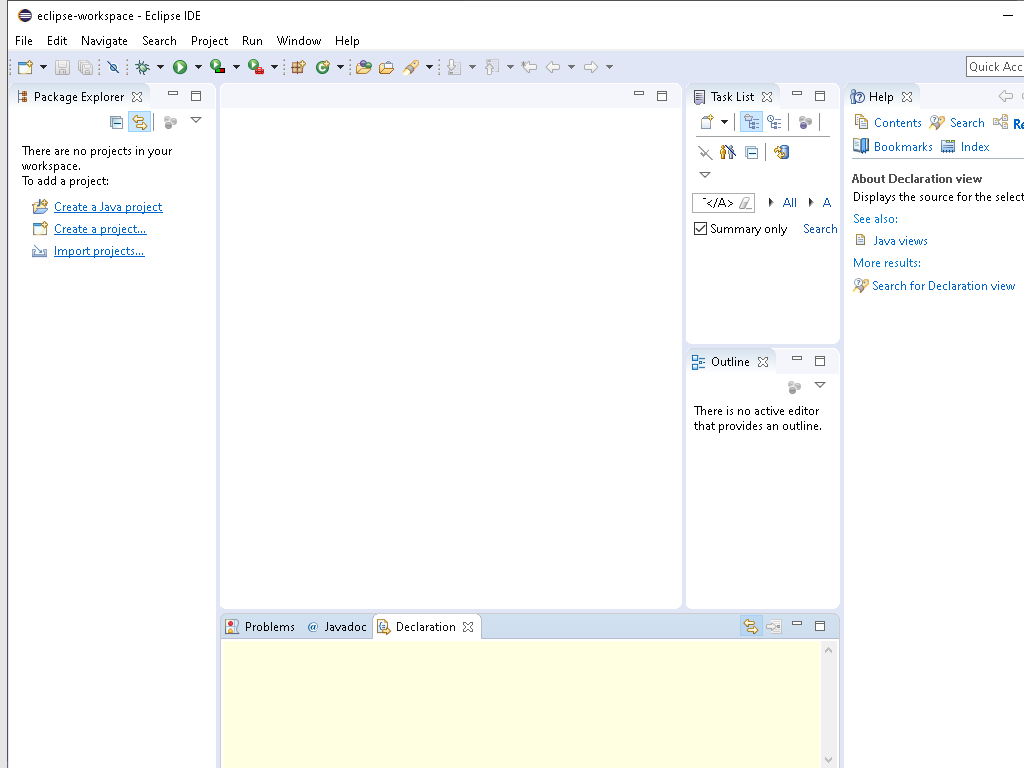 eclipse-workspace - Eclipse IDE
File Edit Navigate Search Project Run Window Help
Quick Acc
Package Explorer
There are no projects in your
workspace.
To add a project:
Create a Java project
Create a project...
Import projects...
Task List
</A> All A
Summary only Search
Outline
There is no active editor
that provides an outline.
Help
Contents Search Re
Bookmarks Index
About Declaration view
Displays the source for the select
See also:
Java views
More results:
Search for Declaration view
Problems @ Javadoc Declaration